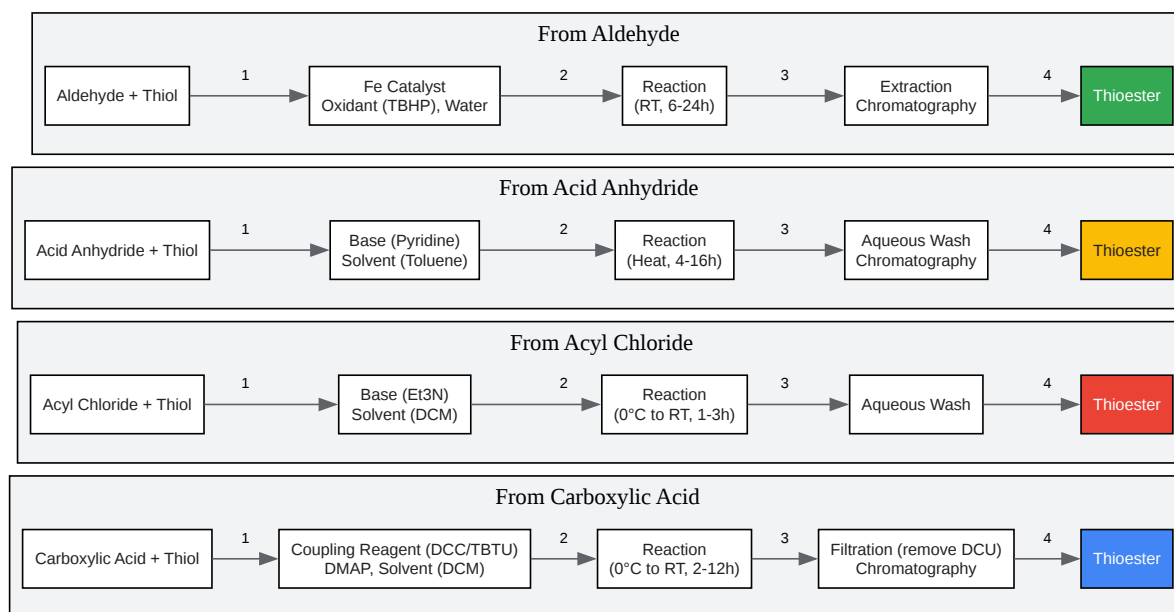 From Aldehyde
1
2
3
4
Aldehyde + Thiol
Fe Catalyst
Oxidant (TBHP), Water
Reaction
(RT, 6-24h)
Extraction
Chromatography
Thioester
From Acid Anhydride
1
2
3
4
Acid Anhydride + Thiol
Base (Pyridine)
Solvent (Toluene)
Reaction
(Heat, 4-16h)
Aqueous Wash
Chromatography
Thioester
From Acyl Chloride
1
2
3
4
Acyl Chloride + Thiol
Base (Et3N)
Solvent (DCM)
Reaction
(0°C to RT, 1-3h)
Aqueous Wash
Thioester
From Carboxylic Acid
1
2
3
4
Carboxylic Acid + Thiol
Coupling Reagent (DCC/TBTU)
DMAP, Solvent (DCM)
Reaction
(0°C to RT, 2-12h)
Filtration (remove DCU)
Chromatography
Thioester